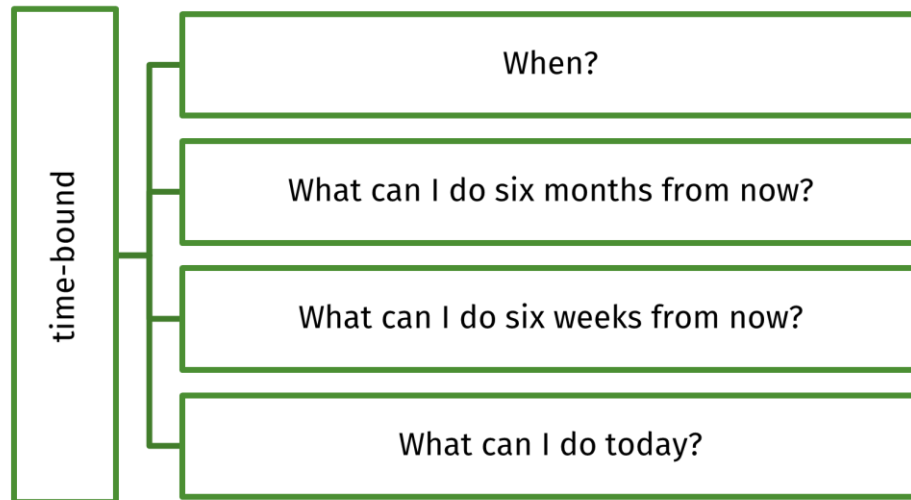 time-bound
When?
What can I do six months from now?
What can I do six weeks from now?
What can I do today?